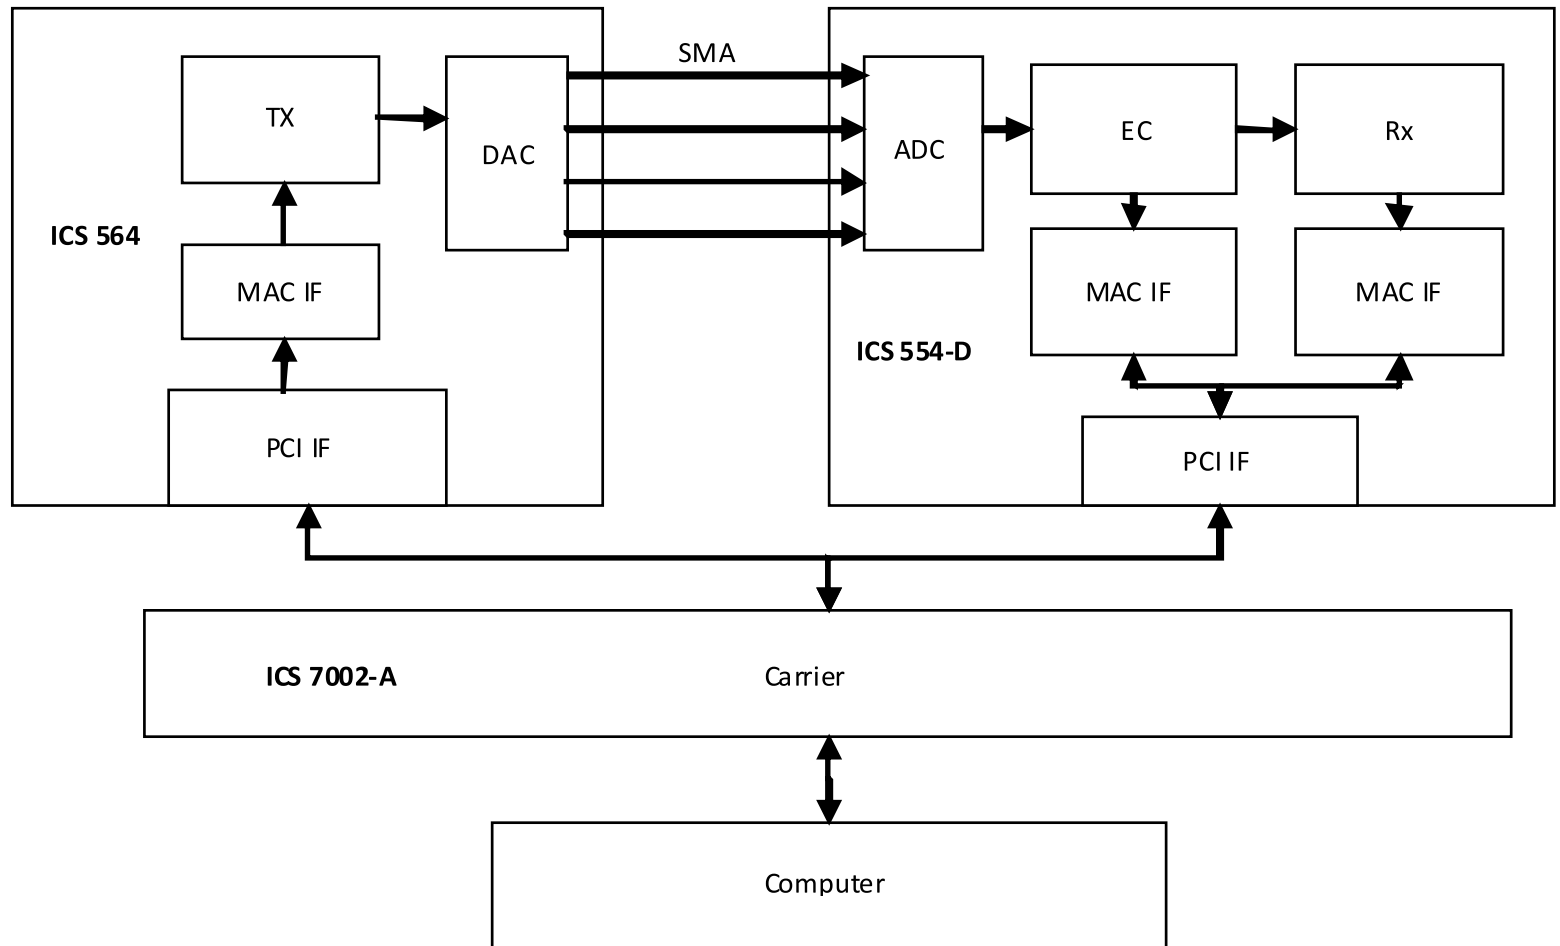 SMA
TX
DAC
ADC
EC
Rx
ICS 564
MAC IF
MAC IF
MAC IF
ICS 554-D
PCI IF
PCI IF
ICS 7002-A
Carrier
Computer